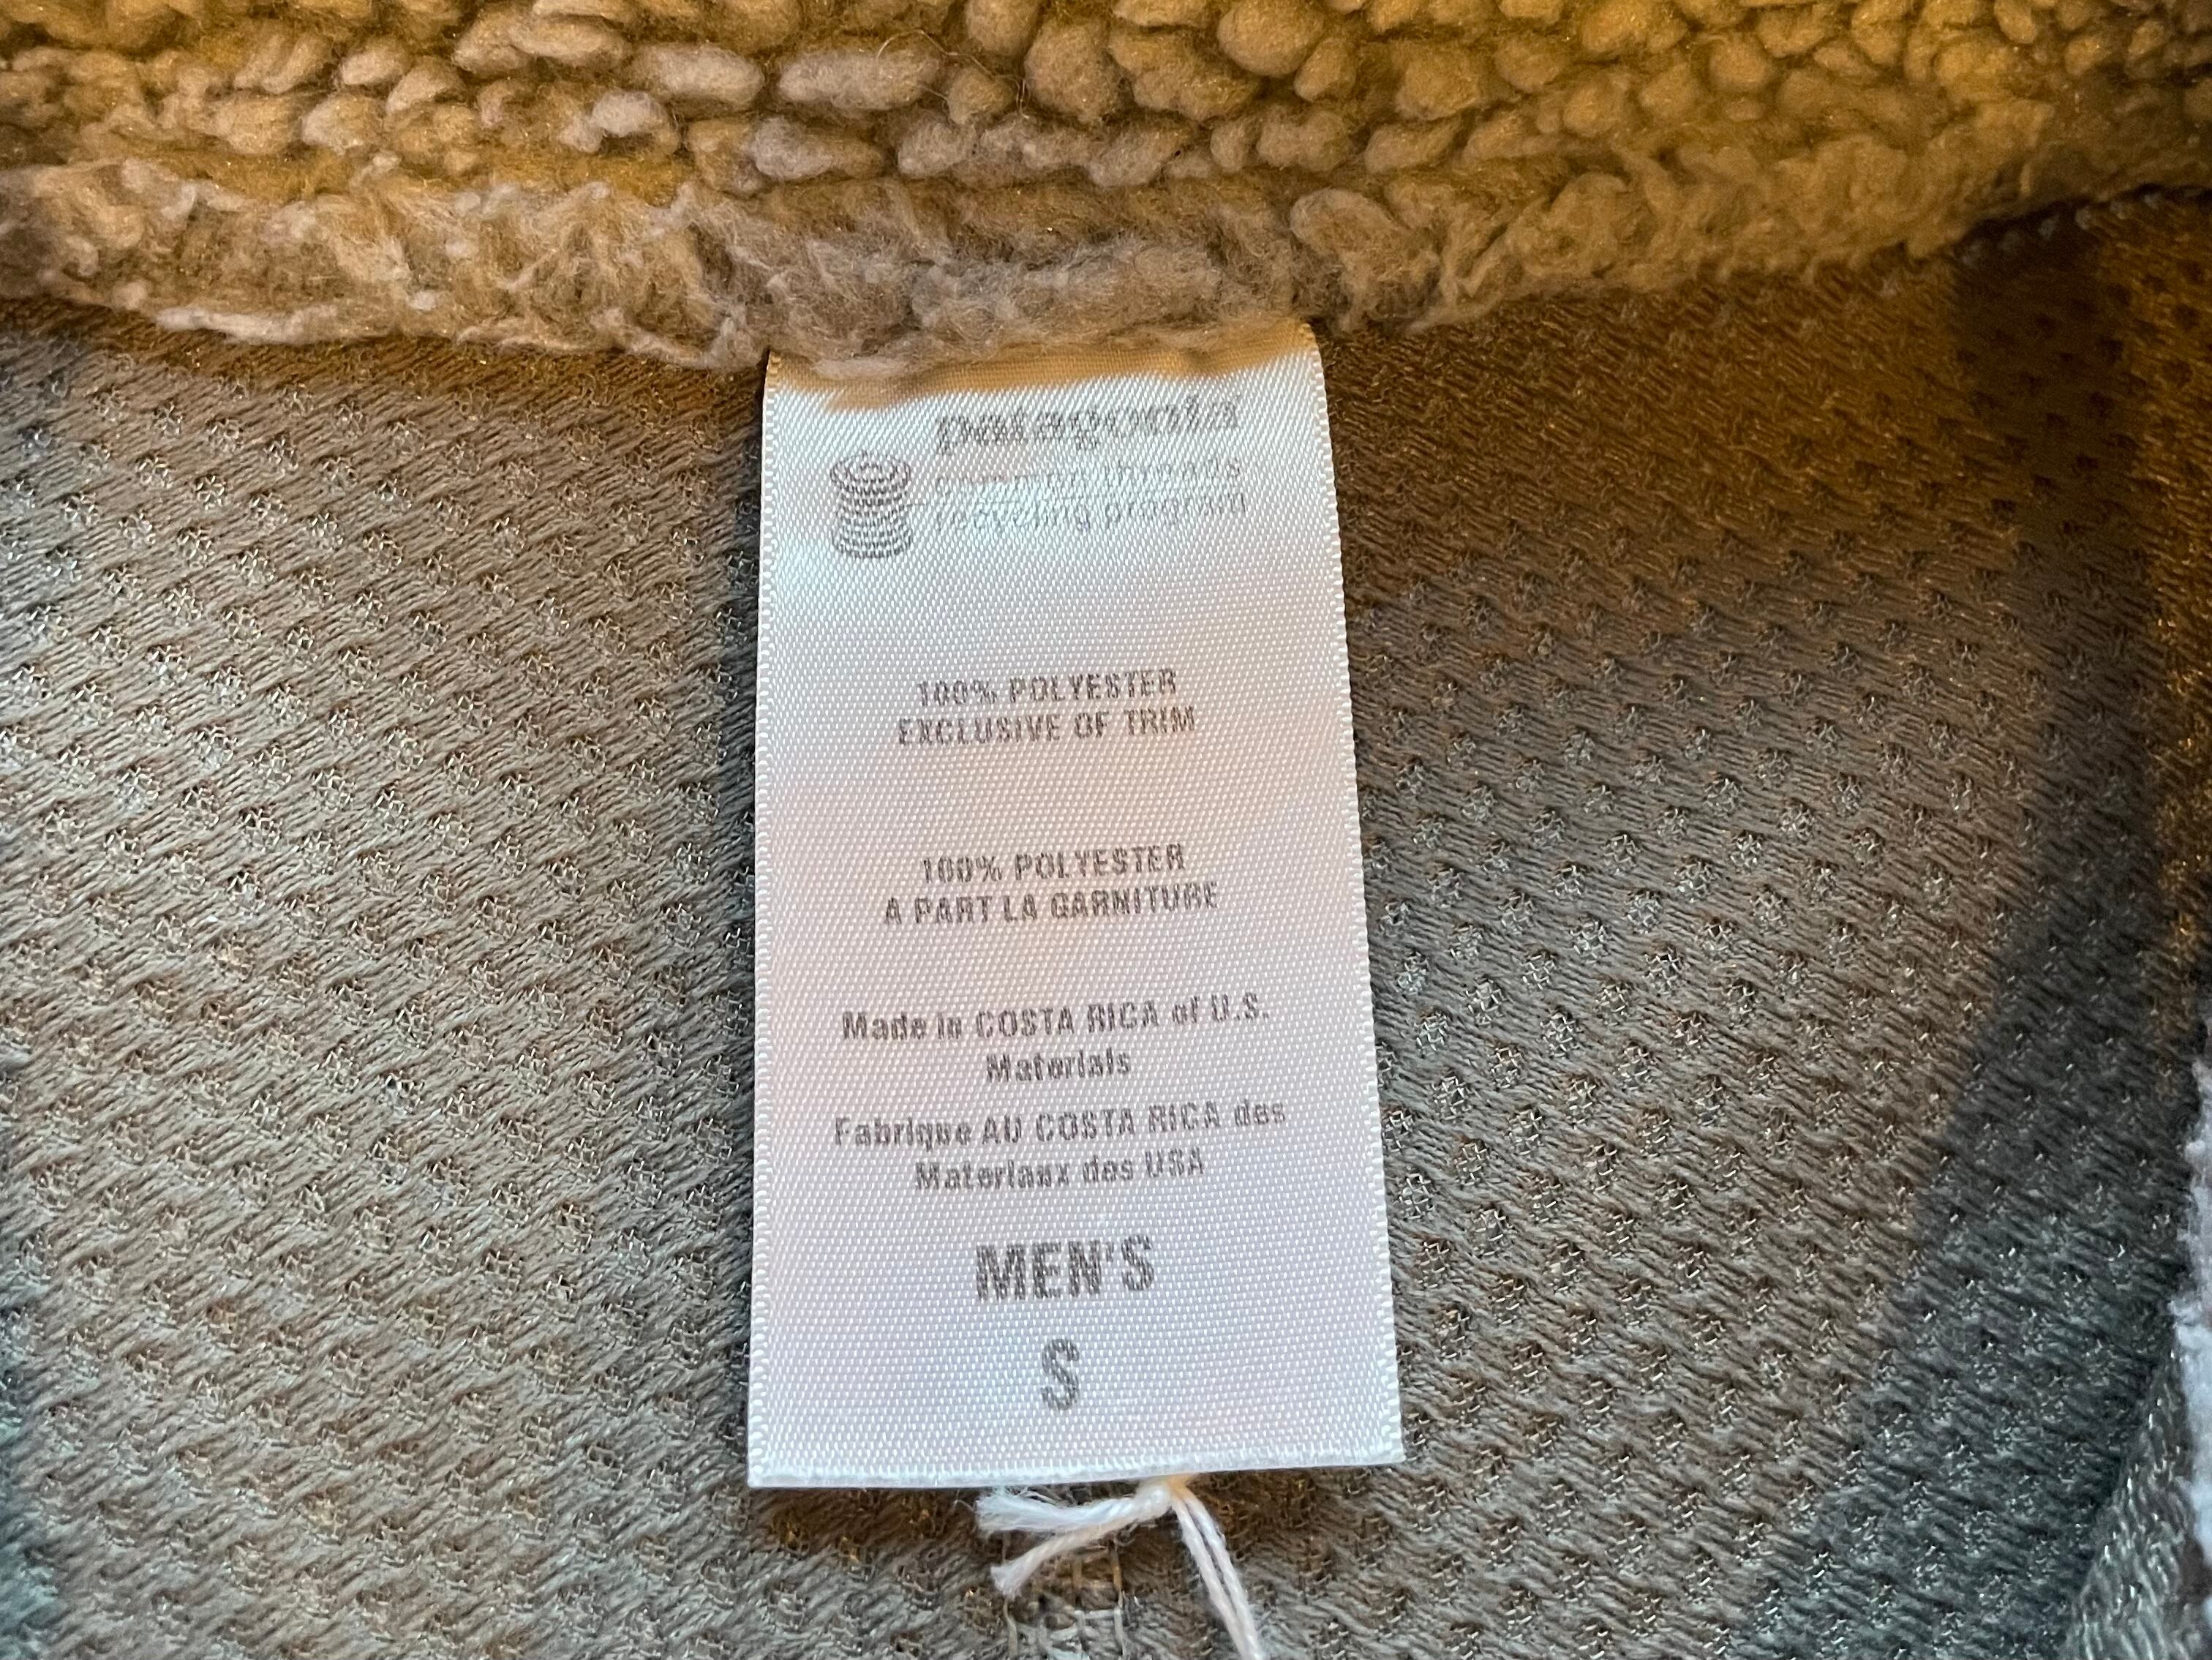 patagonia
common threads
recycling program
100% POLYESTER
EXCLUSIVE OF TRIM
100% POLYESTER
A PART LA GARNITURE
Made in COSTA RICA of U.S.
Materials
Fabrique AU COSTA RICA des
Materiaux des USA
MEN'S
S